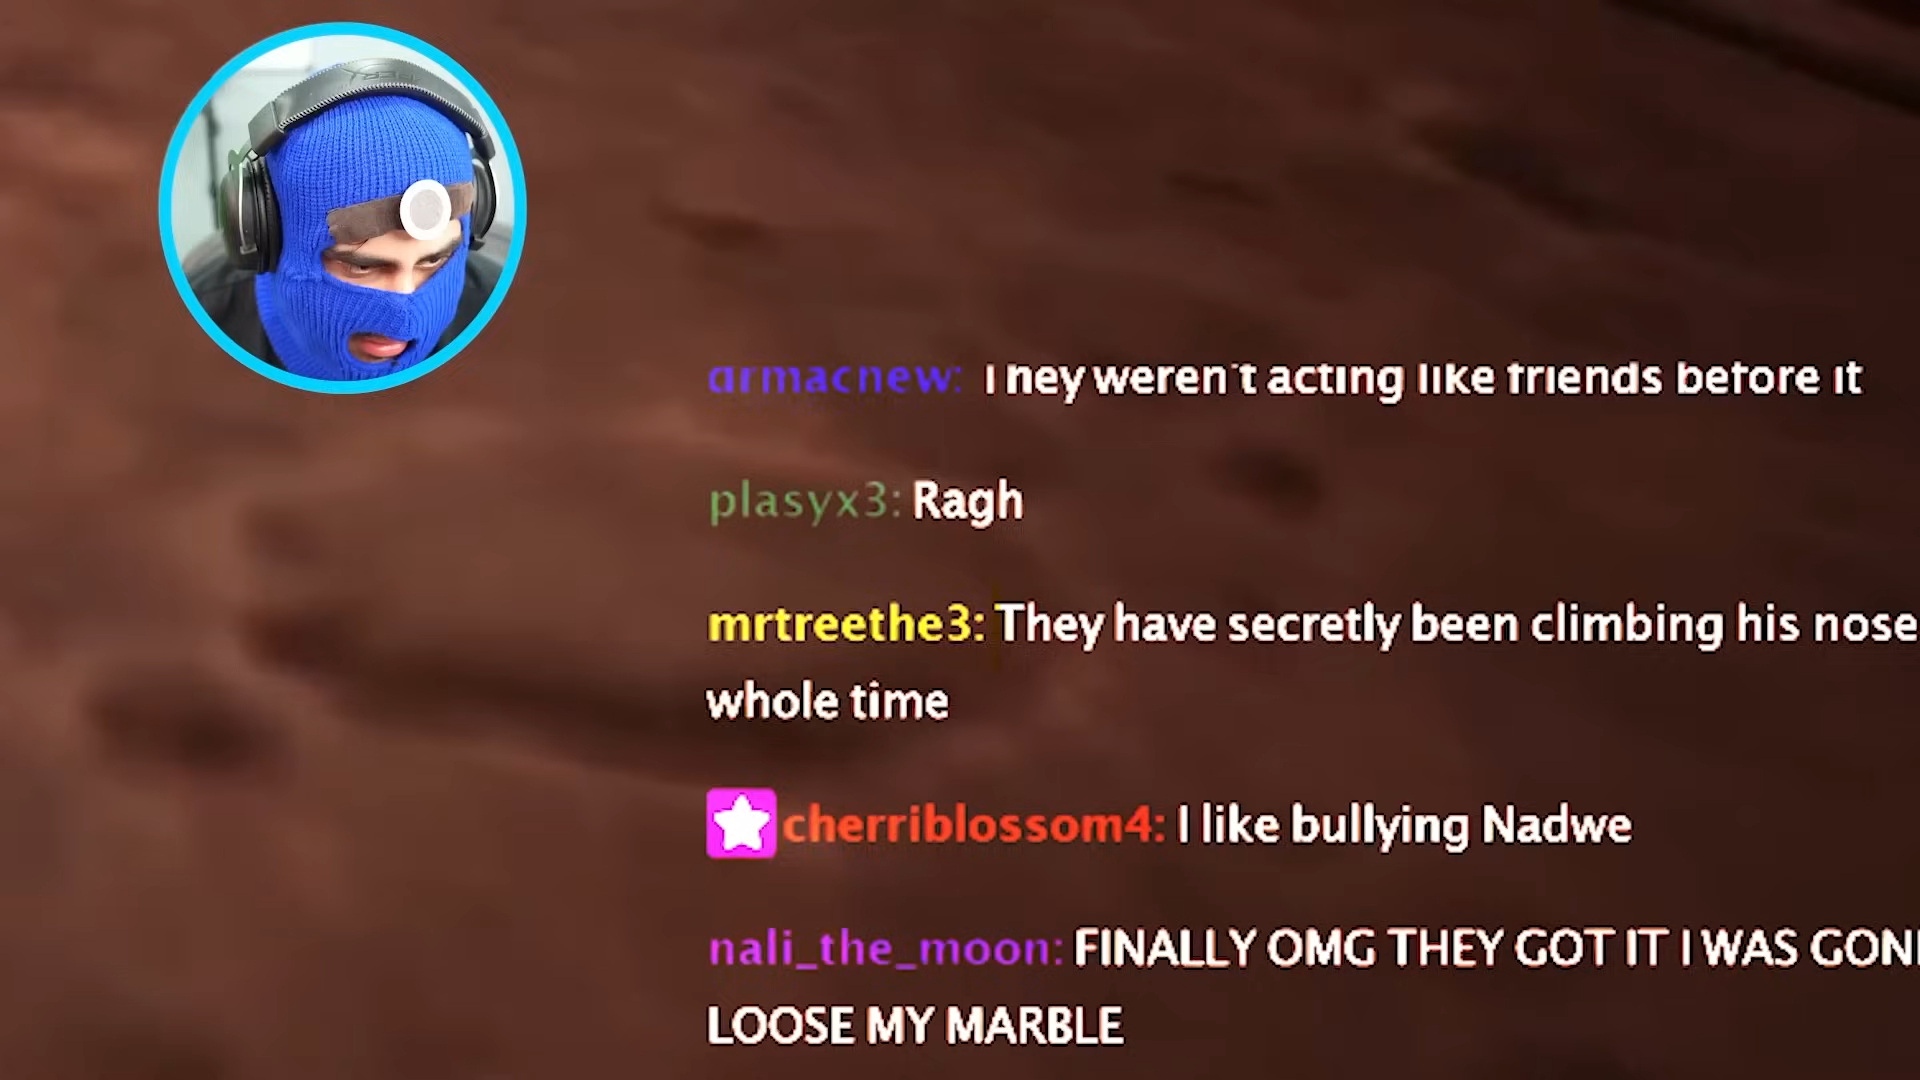 armacnew: They weren't acting like friends before it
plasyx3: Ragh
mrtreethe3: They have secretly been climbing his nose
whole time
cherriblossom4: I like bullying Nadwe
nali_the_moon: FINALLY OMG THEY GOT IT I WAS GON
LOOSE MY MARBLE